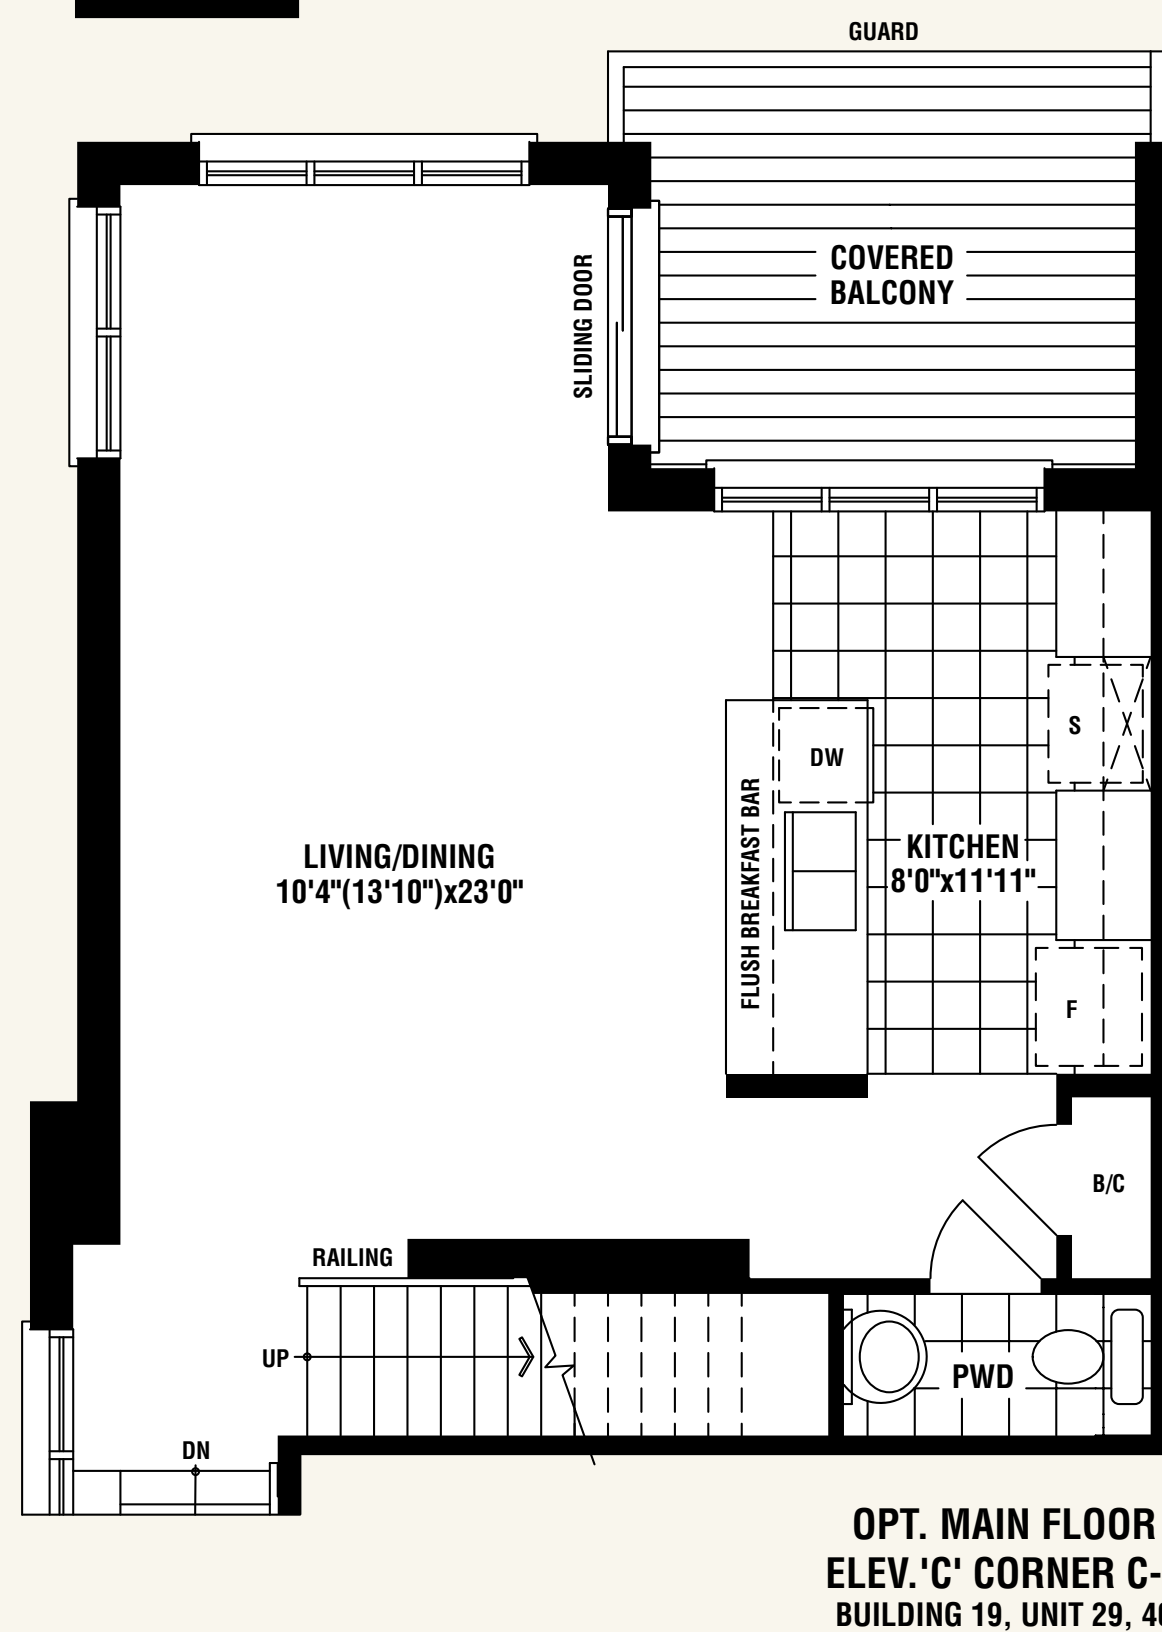 GUARD
COVERED
BALCONY
SLIDING DOOR
S
DW
FLUSH BREAKFAST BAR
LIVING/DINING
10'4"(13'10")x23'0"
KITCHEN
8'0"x11'11"
F
B/C
RAILING
UP
PWD
DN
OPT. MAIN FLOOR
ELEV.'C' CORNER C-
BUILDING 19, UNIT 29,